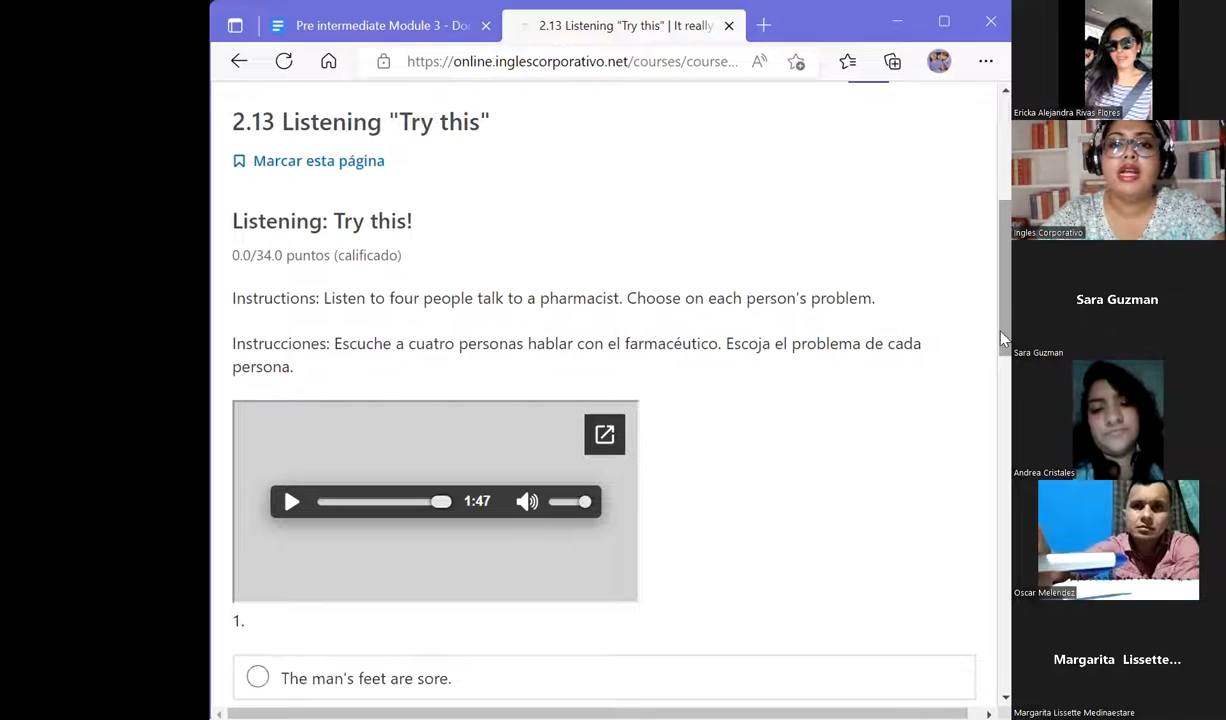 Pre intermediate Module 3 - Do
2.13 Listening "Try this" | It really
https://online.inglescorporativo.net/courses/course...
2.13 Listening "Try this"
Marcar esta página
Listening: Try this!
0.0/34.0 puntos (calificado)
Instructions: Listen to four people talk to a pharmacist. Choose on each person's problem.
Instrucciones: Escuche a cuatro personas hablar con el farmacéutico. Escoja el problema de cada
persona.
1:47
1.
The man's feet are sore.
Ericka Alejandra Rivas Flores
Ingles Corporativo
Sara Guzman
Sara Guzman
Andrea Cristales
Oscar Melendez
Margarita Lissette...
Margarita Lissette Medinaestare